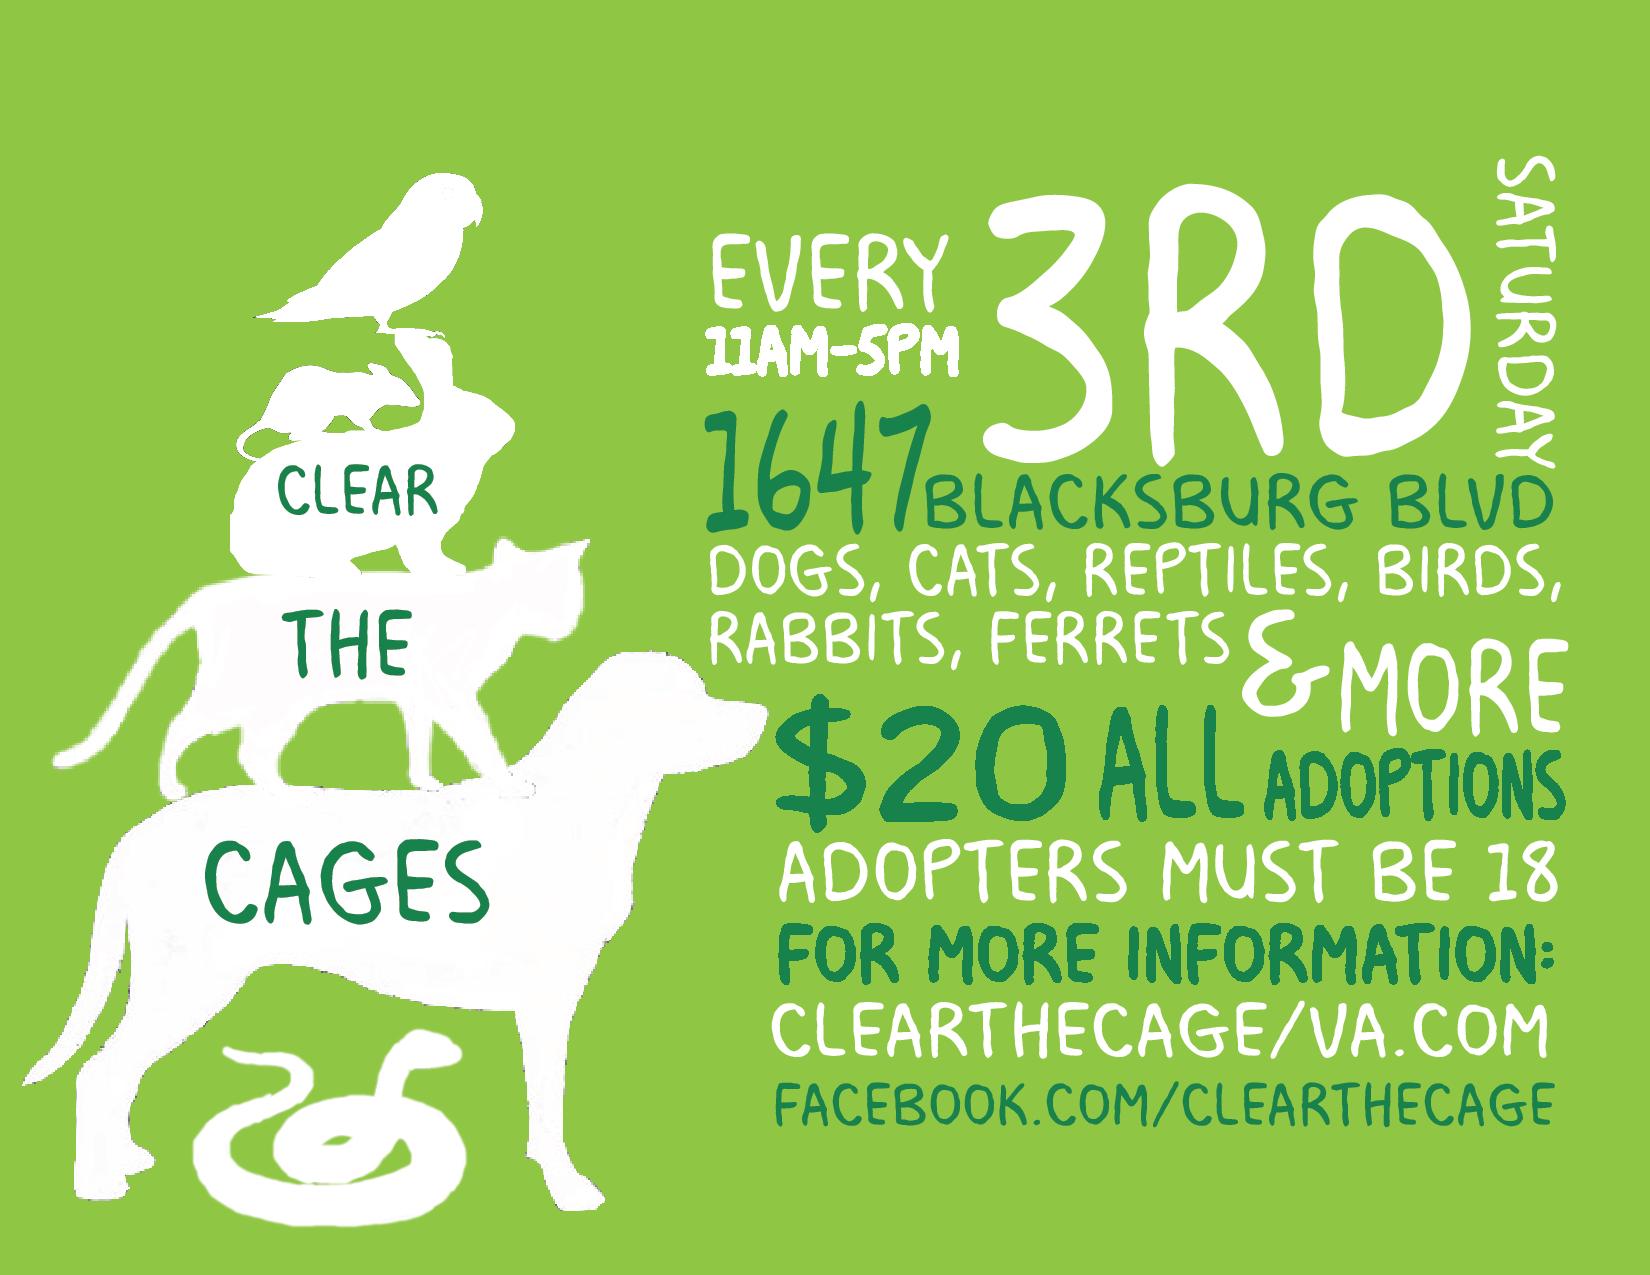 CLEAR
THE
CAGES
EVERY 3RD SATURDAY
11AM-5PM
1647 BLACKSBURG BLVD
DOGS, CATS, REPTILES, BIRDS,
RABBITS, FERRETS & MORE
$20 ALL ADOPTIONS
ADOPTERS MUST BE 18
FOR MORE INFORMATION:
CLEARTHECAGE/VA.COM
FACEBOOK.COM/CLEARTHECAGE